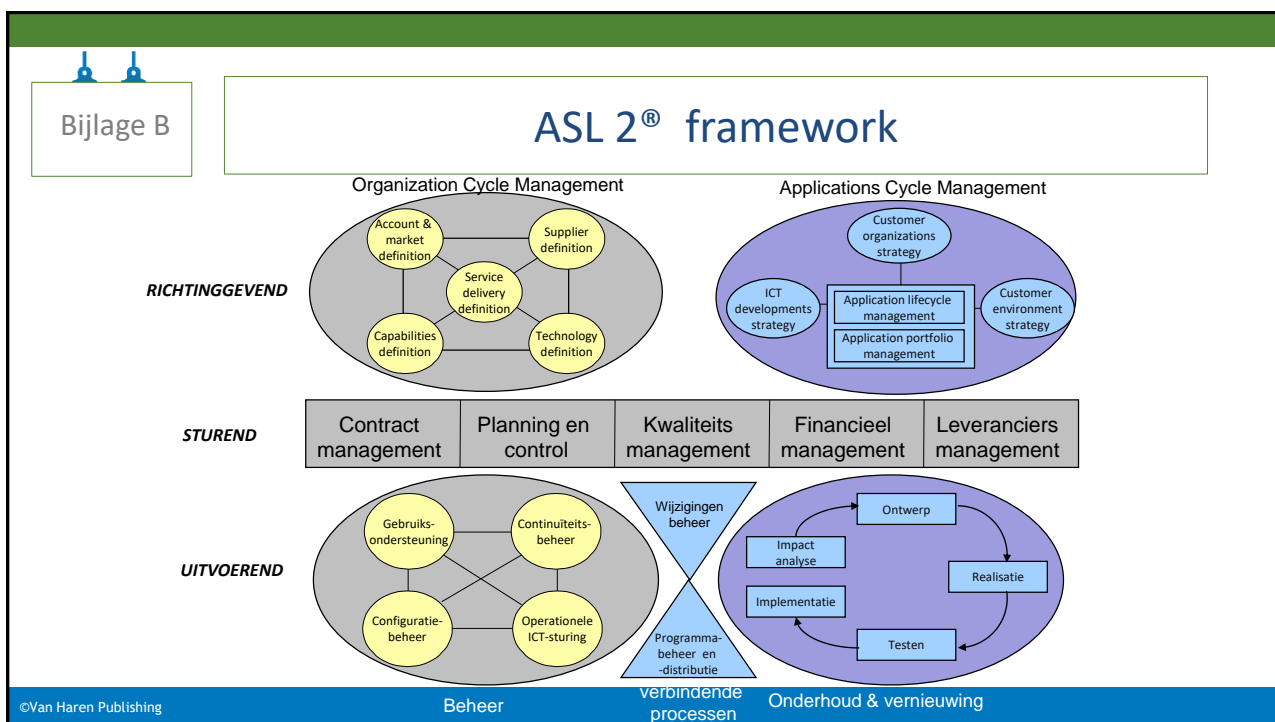 Bijlage B
ASL 2® framework
Organization Cycle Management
Applications Cycle Management
RICHTINGGEVEND
Account &
market
definition
Supplier
definition
Service
delivery
definition
Capabilities
definition
Technology
definition
Customer
organizations
strategy
ICT
developments
strategy
Application lifecycle
management
Application portfolio
management
Customer
environment
strategy
STUREND
Contract
management
Planning en
control
Kwaliteits
management
Financieel
management
Leveranciers
management
UITVOEREND
Gebruiks-
ondersteuning
Continuïteits-
beheer
Configuratie-
beheer
Operationele
ICT-sturing
Wijzigingen
beheer
Programma-
beheer en
-distributie
Ontwerp
Impact
analyse
Realisatie
Implementatie
Testen
©Van Haren Publishing
Beheer
verbindende
processen
Onderhoud & vernieuwing